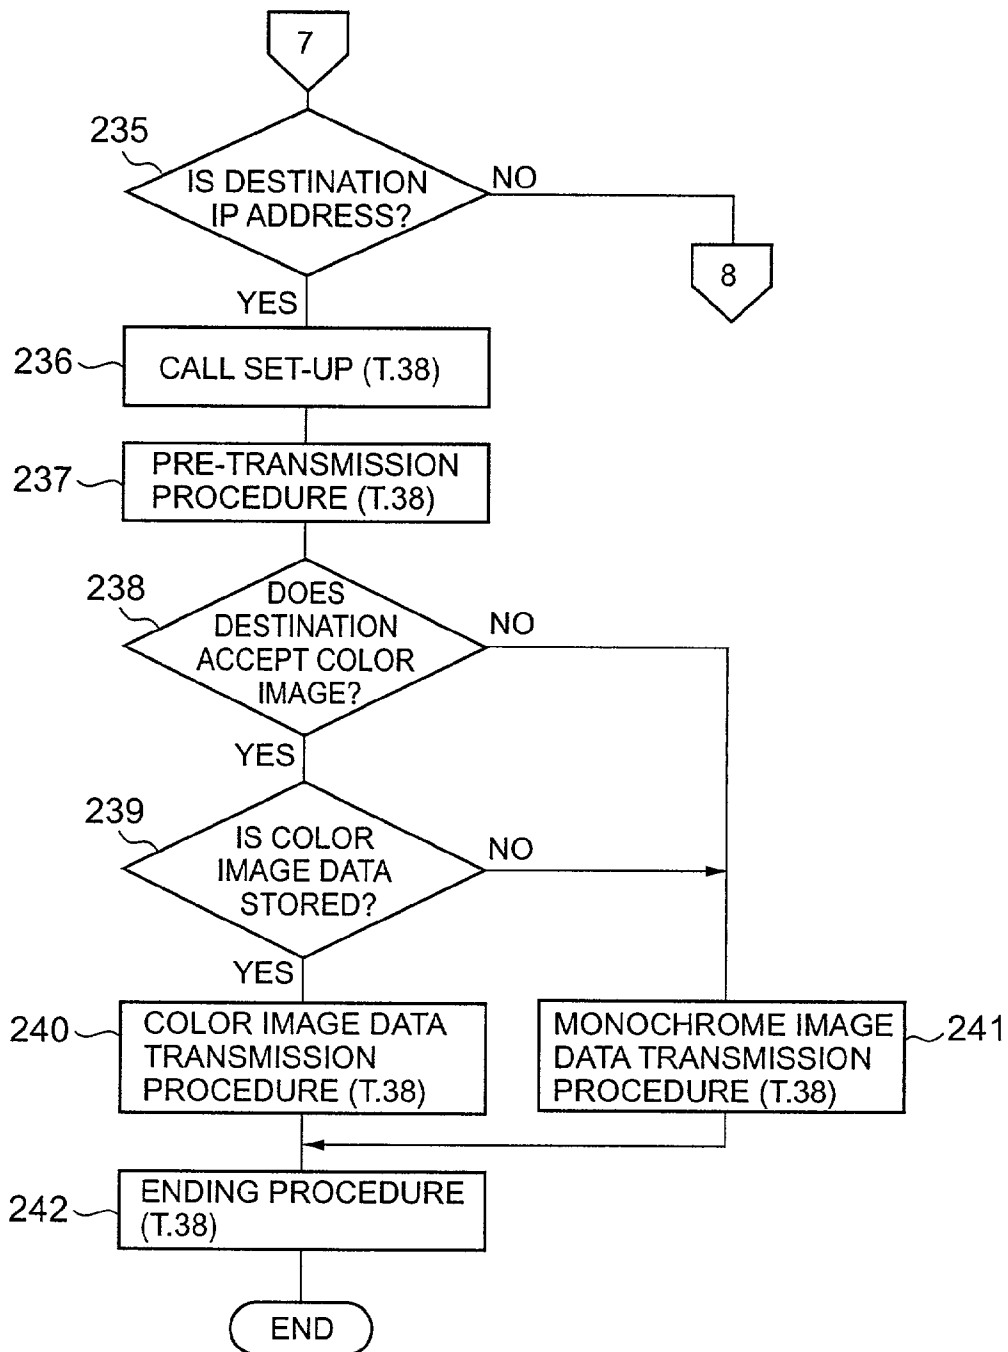 7
235
IS DESTINATION
IP ADDRESS?
NO
8
YES
236
CALL SET-UP (T.38)
237
PRE-TRANSMISSION
PROCEDURE (T.38)
238
DOES
DESTINATION
ACCEPT COLOR
IMAGE?
NO
YES
239
IS COLOR
IMAGE DATA
STORED?
NO
YES
240
COLOR IMAGE DATA
TRANSMISSION
PROCEDURE (T.38)
MONOCHROME IMAGE
DATA TRANSMISSION
PROCEDURE (T.38)
241
242
ENDING PROCEDURE
(T.38)
END